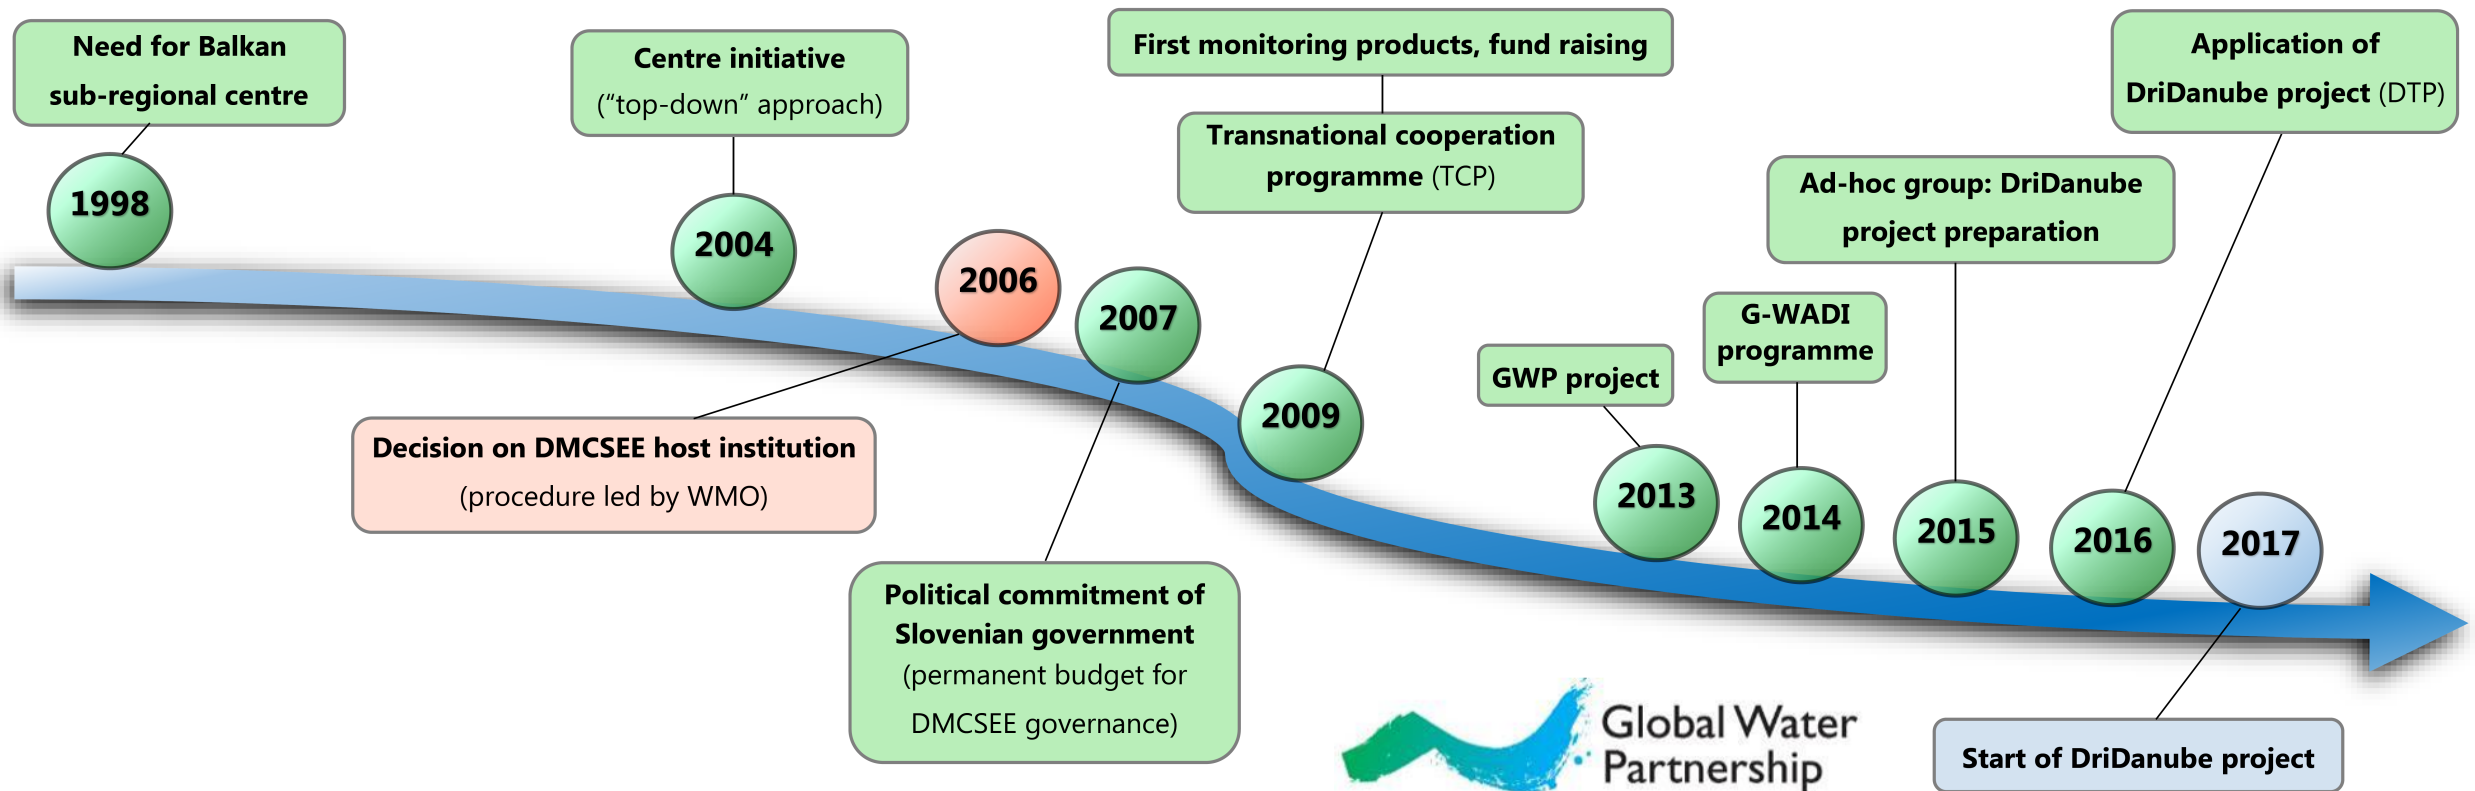 Need for Balkan
sub-regional centre
1998
Centre initiative
(“top-down” approach)
2004
Decision on DMCSEE host institution
(procedure led by WMO)
2006
Political commitment of
Slovenian government
(permanent budget for
DMCSEE governance)
2007
First monitoring products, fund raising
Transnational cooperation
programme (TCP)
2009
GWP project
2013
G-WADI
programme
2014
Ad-hoc group: DriDanube
project preparation
2015
Application of
DriDanube project (DTP)
2016
2017
Start of DriDanube project
Global Water
Partnership